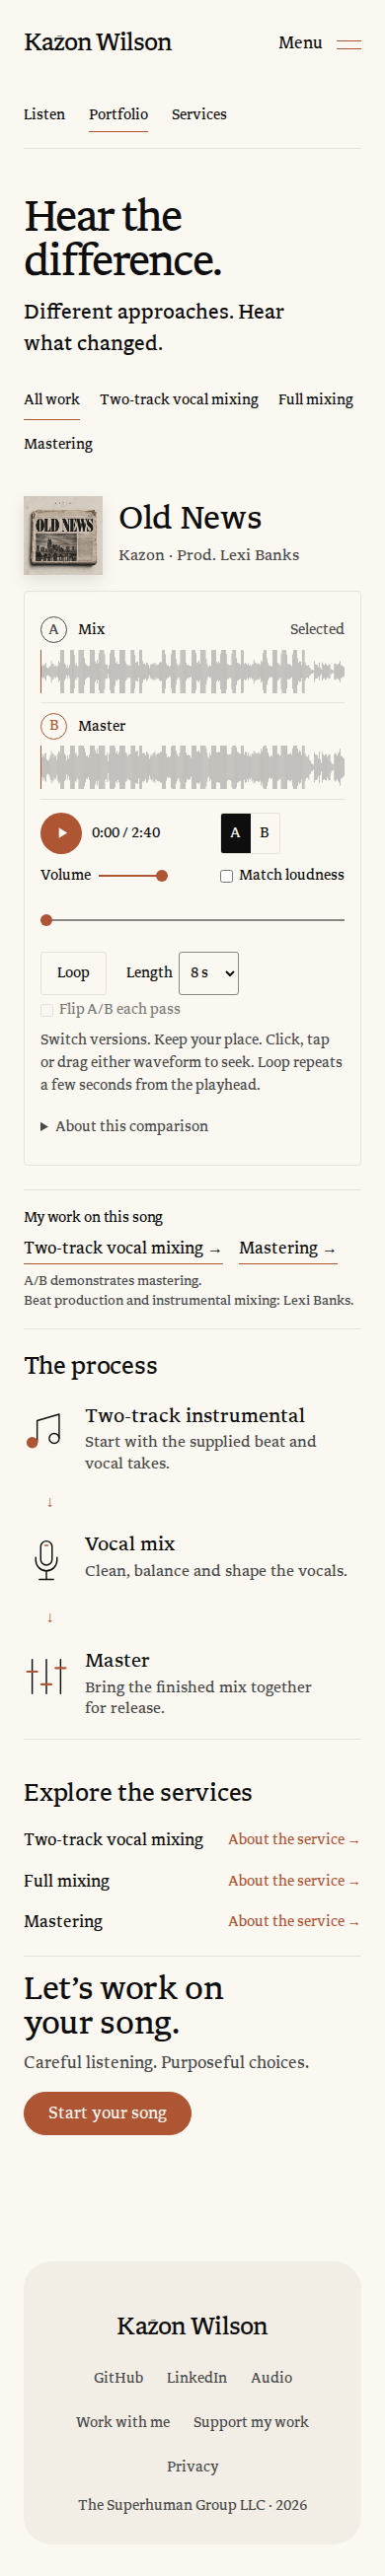 Kazon Wilson
Menu
Listen Portfolio Services
Hear the
difference.
Different approaches. Hear
what changed.
All work Two-track vocal mixing Full mixing
Mastering
OLD NEWS
Old News
Kazon · Prod. Lexi Banks
A Mix Selected
B Master
0:00 / 2:40 A B
Volume Match loudness
Loop Length 8 s
Flip A/B each pass
Switch versions. Keep your place. Click, tap
or drag either waveform to seek. Loop repeats
a few seconds from the playhead.
About this comparison
My work on this song
Two-track vocal mixing → Mastering →
A/B demonstrates mastering.
Beat production and instrumental mixing: Lexi Banks.
The process
Two-track instrumental
Start with the supplied beat and
vocal takes.
↓
Vocal mix
Clean, balance and shape the vocals.
↓
Master
Bring the finished mix together
for release.
Explore the services
Two-track vocal mixing About the service →
Full mixing About the service →
Mastering About the service →
Let’s work on
your song.
Careful listening. Purposeful choices.
Start your song
Kazon Wilson
GitHub LinkedIn Audio
Work with me Support my work
Privacy
The Superhuman Group LLC · 2026